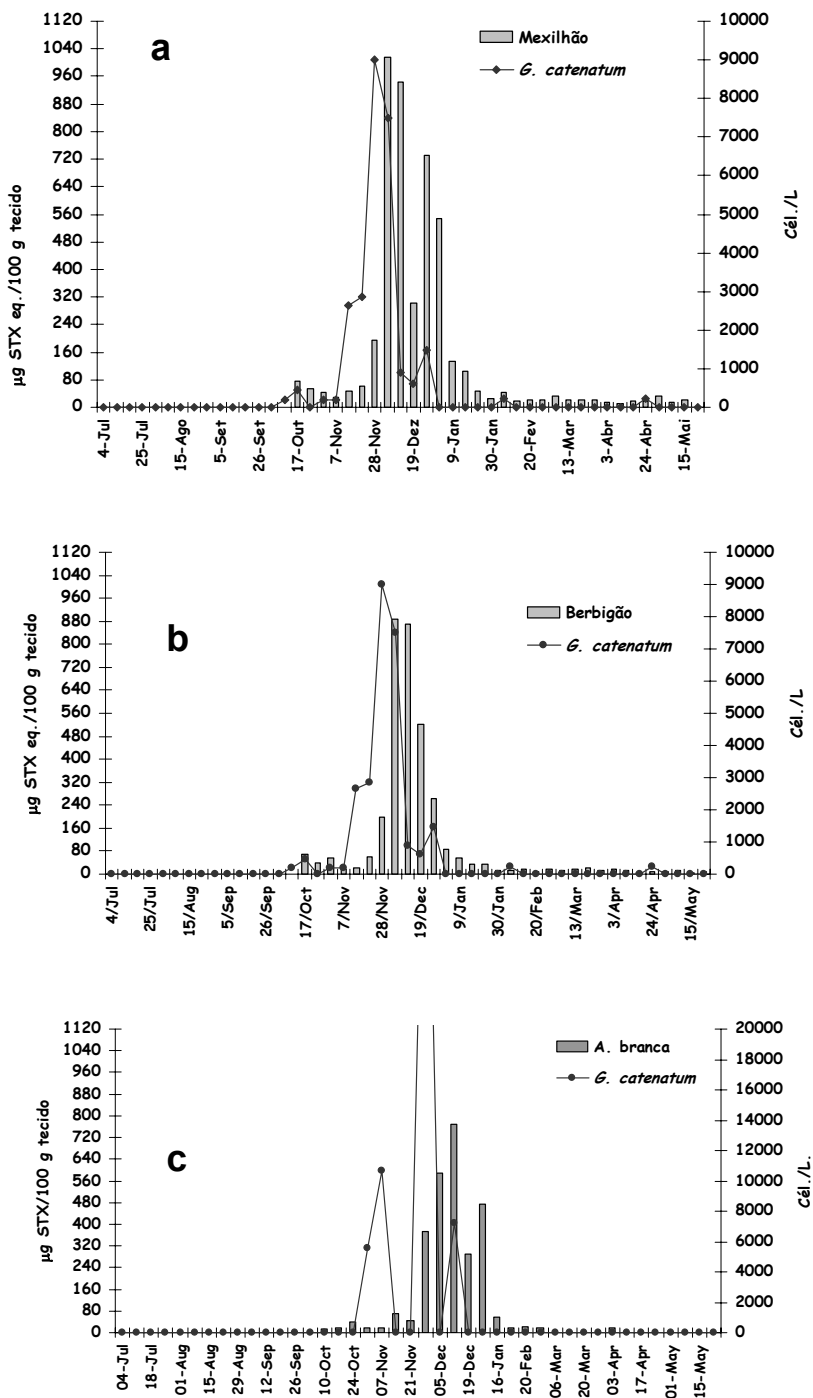 a
µg STX eq./100 g tecido
1120
1040
960
880
800
720
640
560
480
400
320
240
160
80
0
Mexilhão
G. catenatum
10000
9000
8000
7000
6000
5000
4000
3000
2000
1000
0
Cél./L
4-Jul
25-Jul
15-Ago
5-Set
26-Set
17-Out
7-Nov
28-Nov
19-Dez
9-Jan
30-Jan
20-Fev
13-Mar
3-Abr
24-Abr
15-Mai
b
µg STX eq./100 g tecido
1120
1040
960
880
800
720
640
560
480
400
320
240
160
80
0
Berbigão
G. catenatum
10000
9000
8000
7000
6000
5000
4000
3000
2000
1000
0
Cél./L
4/Jul
25/Jul
15/Aug
5/Sep
26/Sep
17/Oct
7/Nov
28/Nov
19/Dec
9/Jan
30/Jan
20/Feb
13/Mar
3/Apr
24/Apr
15/May
c
µg STX/100 g tecido
1120
1040
960
880
800
720
640
560
480
400
320
240
160
80
0
A. branca
G. catenatum
20000
18000
16000
14000
12000
10000
8000
6000
4000
2000
0
Cél./L.
04-Jul
18-Jul
01-Aug
15-Aug
29-Aug
12-Sep
26-Sep
10-Oct
24-Oct
07-Nov
21-Nov
05-Dec
19-Dec
16-Jan
20-Feb
06-Mar
20-Mar
03-Apr
17-Apr
01-May
15-May